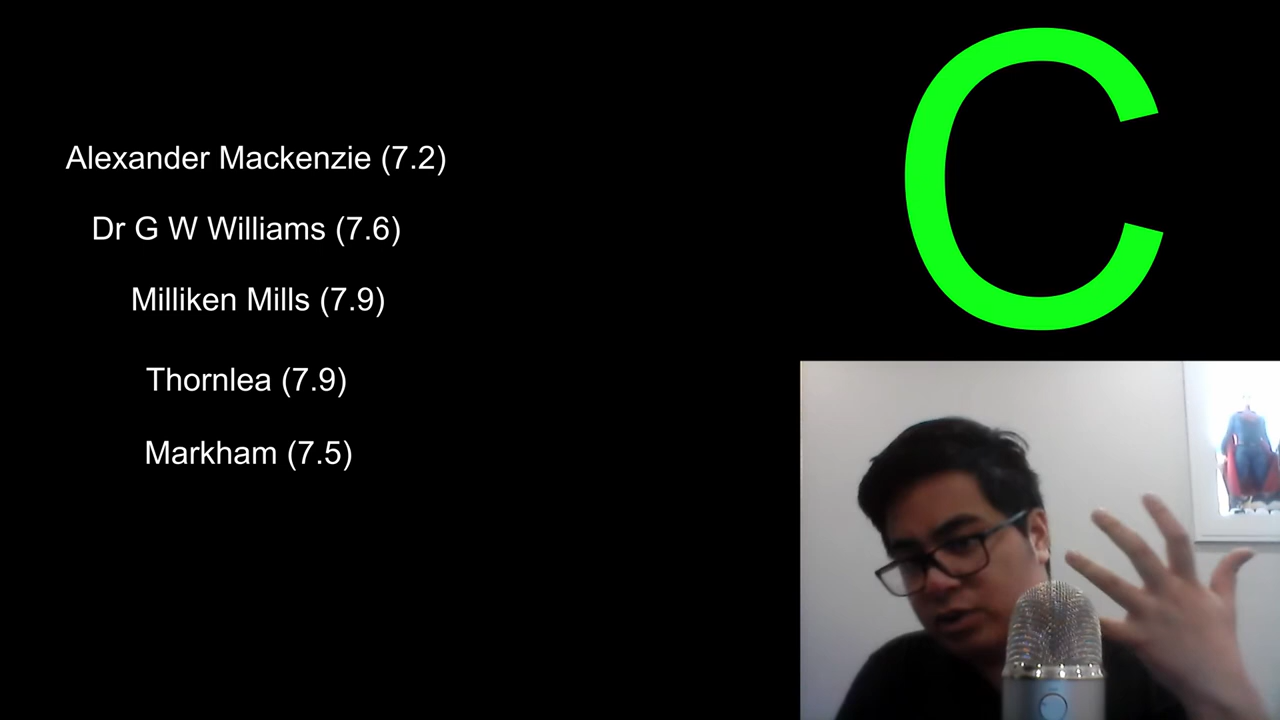 Alexander Mackenzie (7.2)
Dr G W Williams (7.6)
Milliken Mills (7.9)
Thornlea (7.9)
Markham (7.5)
C